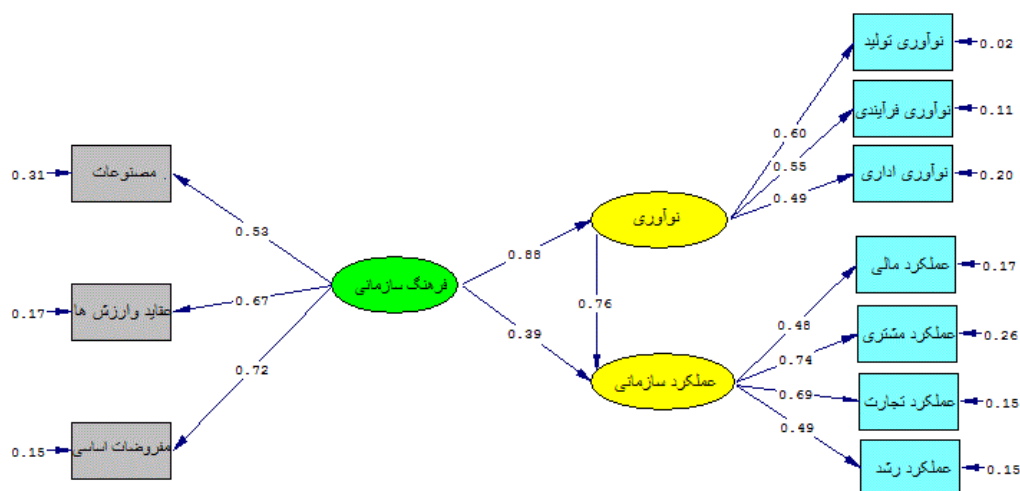 نوآوری تولید
0.02
0.60
نوآوری فرآیندی
0.11
0.55
نوآوری اداری
0.20
0.49
0.31
مصنوعات .
0.53
نوآوری
0.88
فرهنگ سازمانی
0.67
0.17
عقاید وارزش ها
0.76
0.39
عملکرد مالی
0.17
0.48
عملکرد مشتری
0.26
0.74
0.72
عملکرد سازمانی
0.69
عملکرد تجارت
0.15
0.49
0.15
مفروضات اساسی
عملکرد رشد
0.15